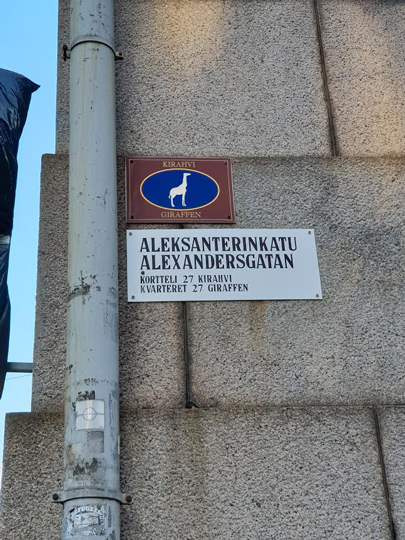 KIRAHVI
GIRAFFEN
ALEKSANTERINKATU
ALEXANDERSGATAN
KORTTELI 27 KIRAHVI
KVARTERET 27 GIRAFFEN